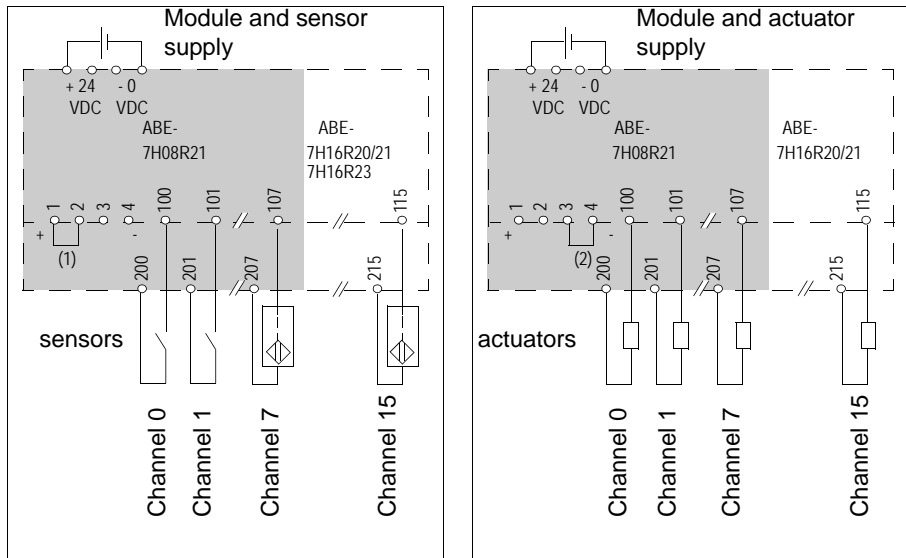 Module and sensor
supply
+ 24 - 0
VDC VDC
ABE-
7H08R21
ABE-
7H16R20/21
7H16R23
1 2 3 4 100 101 107 115
+ -
(1)
200 201 207 215
sensors
Channel 0
Channel 1
Channel 7
Channel 15
Module and actuator
supply
+ 24 - 0
VDC VDC
ABE-
7H08R21
ABE-
7H16R20/21
1 2 3 4 100 101 107 115
+ -
(2)
200 201 207 215
actuators
Channel 0
Channel 1
Channel 7
Channel 15